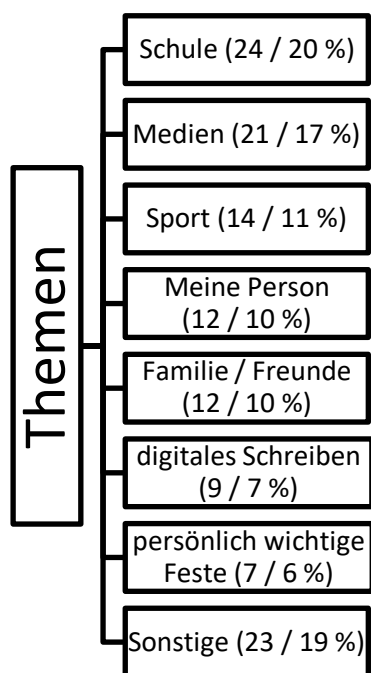 Themen
Schule (24 / 20 %)
Medien (21 / 17 %)
Sport (14 / 11 %)
Meine Person
(12 / 10 %)
Familie / Freunde
(12 / 10 %)
digitales Schreiben
(9 / 7 %)
persönlich wichtige
Feste (7 / 6 %)
Sonstige (23 / 19 %)